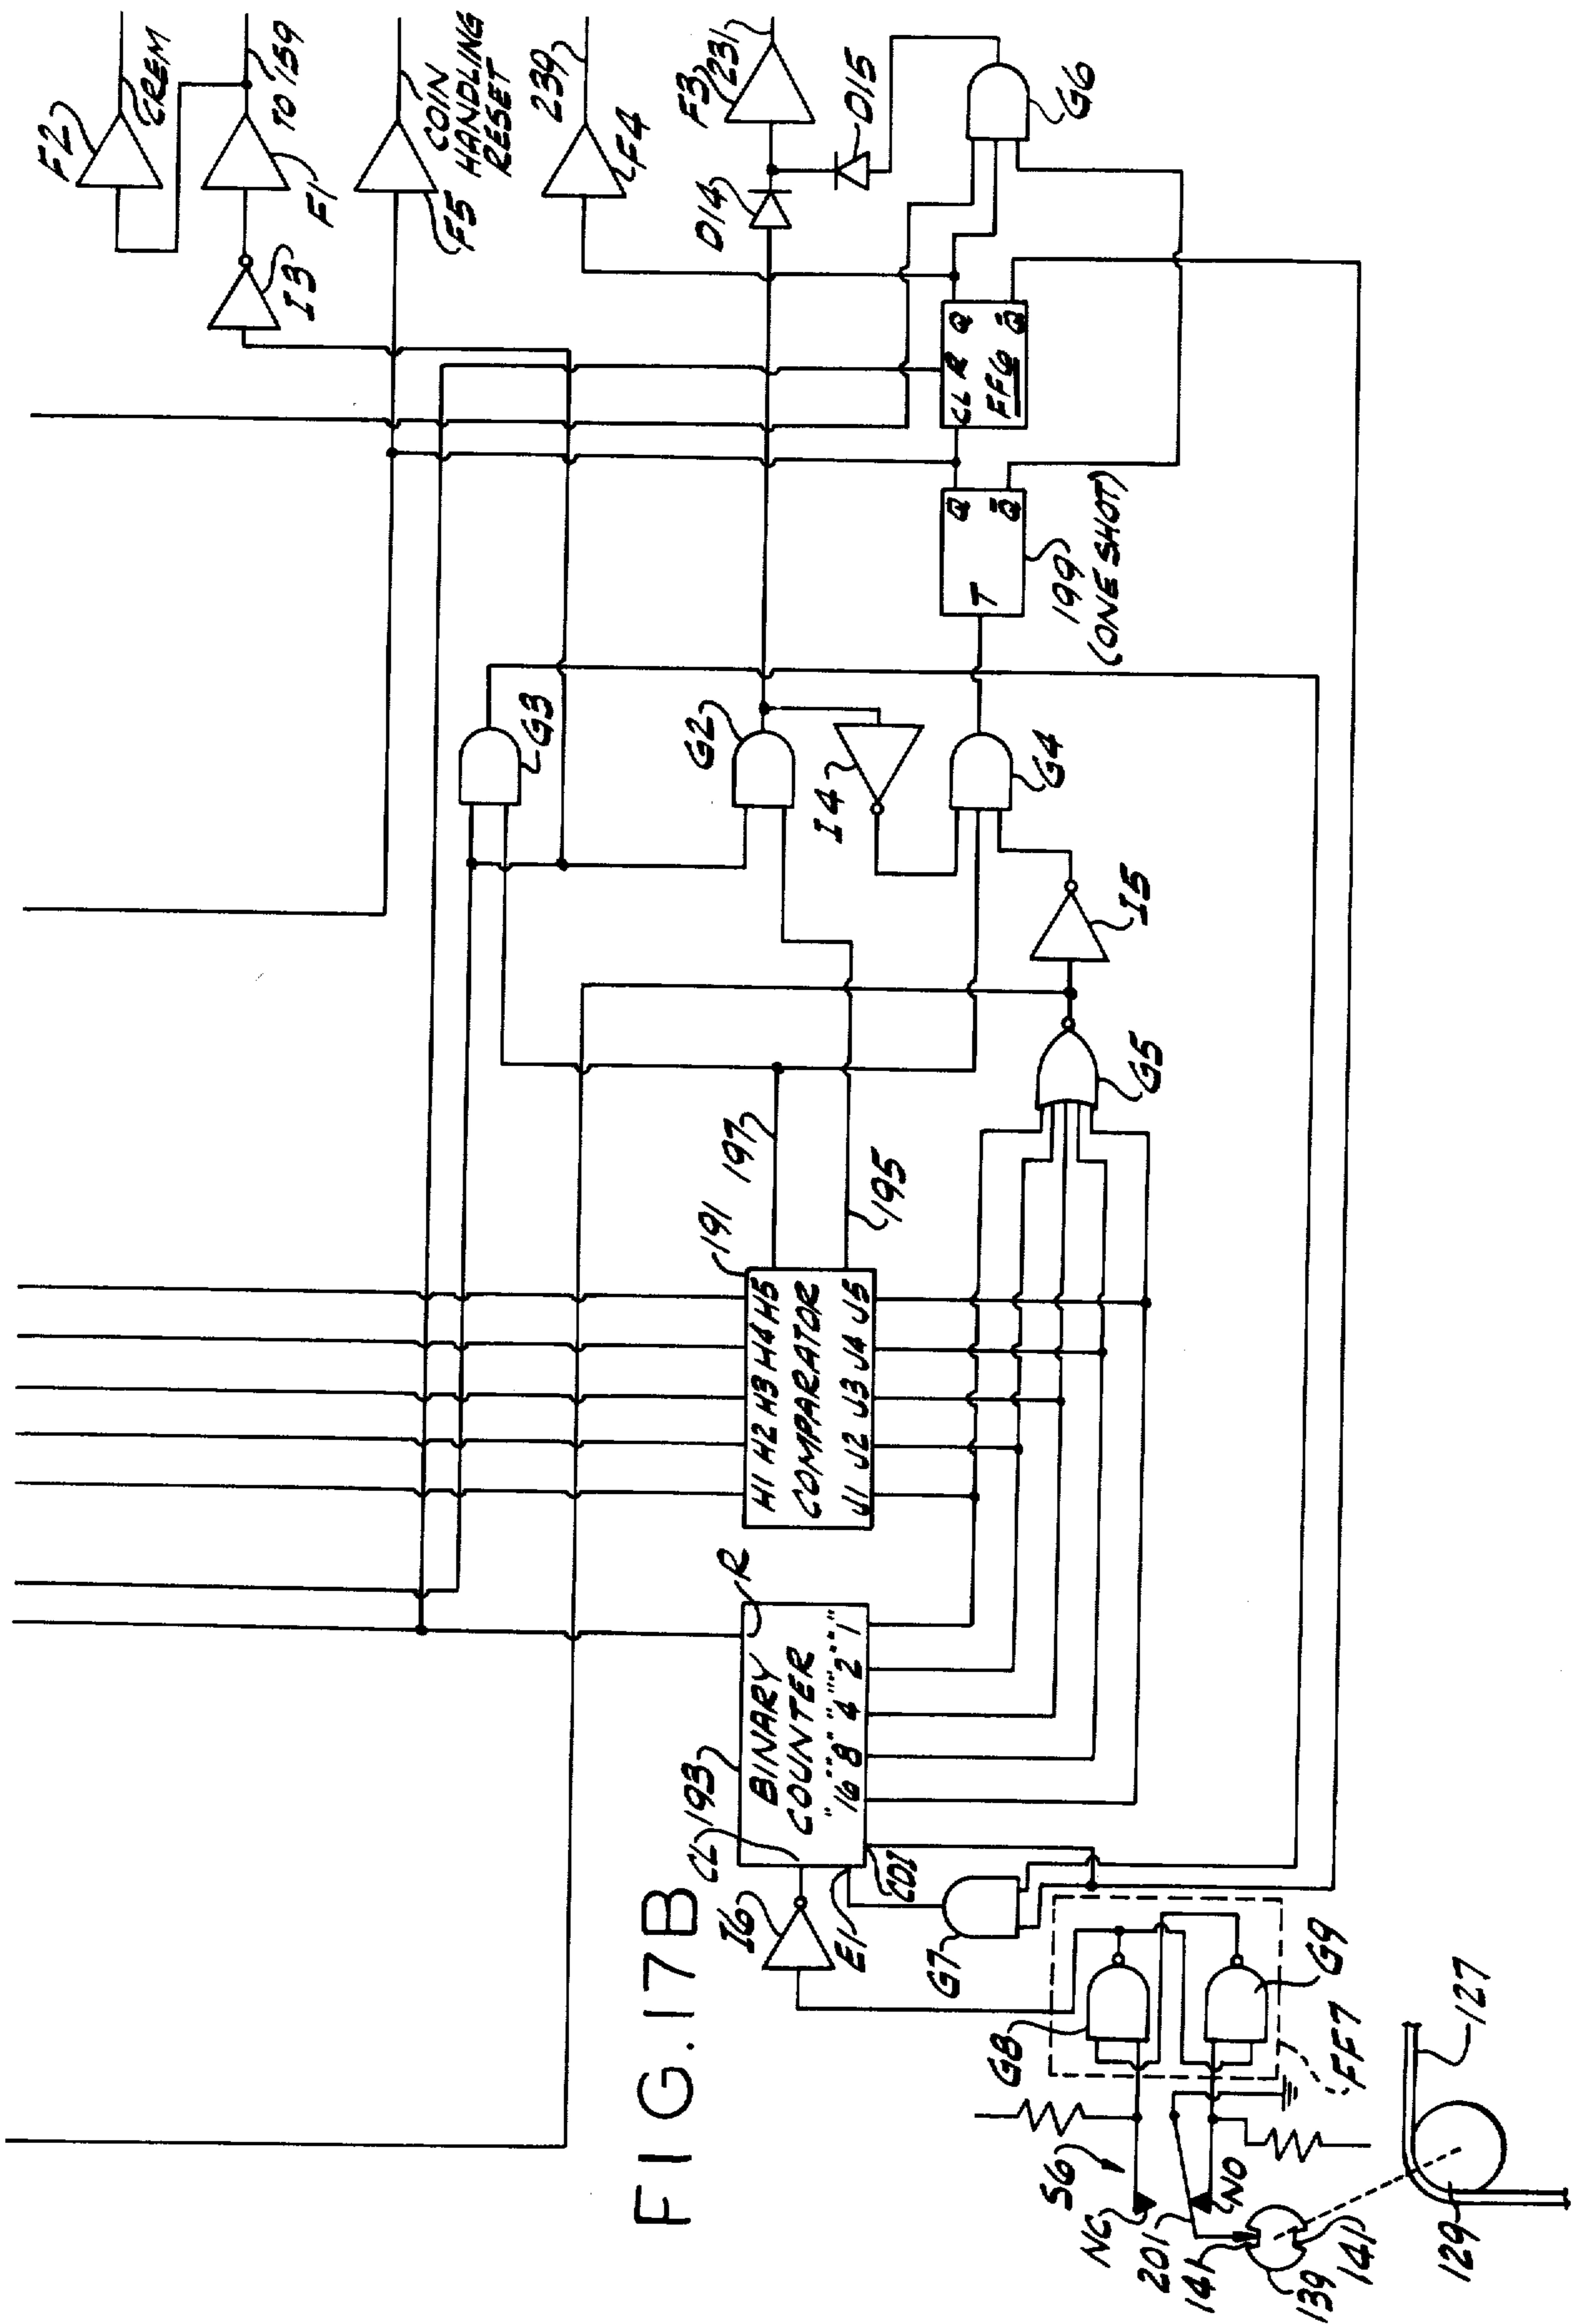 FIG.17B
F2
CREM
TO 159
F1
I3
COIN
HANDLING
RESET
F5
239
F4
F3
231
D14
D15
G6
CL R Q
FF6
Q̄
Q
T
Q̄
199
(ONE SHOT)
G3
G2
I4
G4
I5
G5
197
195
191
H1 H2 H3 H4 H5
COMPARATOR
J1 J2 J3 J4 J5
R
193
BINARY
COUNTER
"16" "8" "4" "2" "1"
CL
I6
E1
CD1
G7
G8
G9
FF7
S6
NC
NO
201
141
139
141
129
127